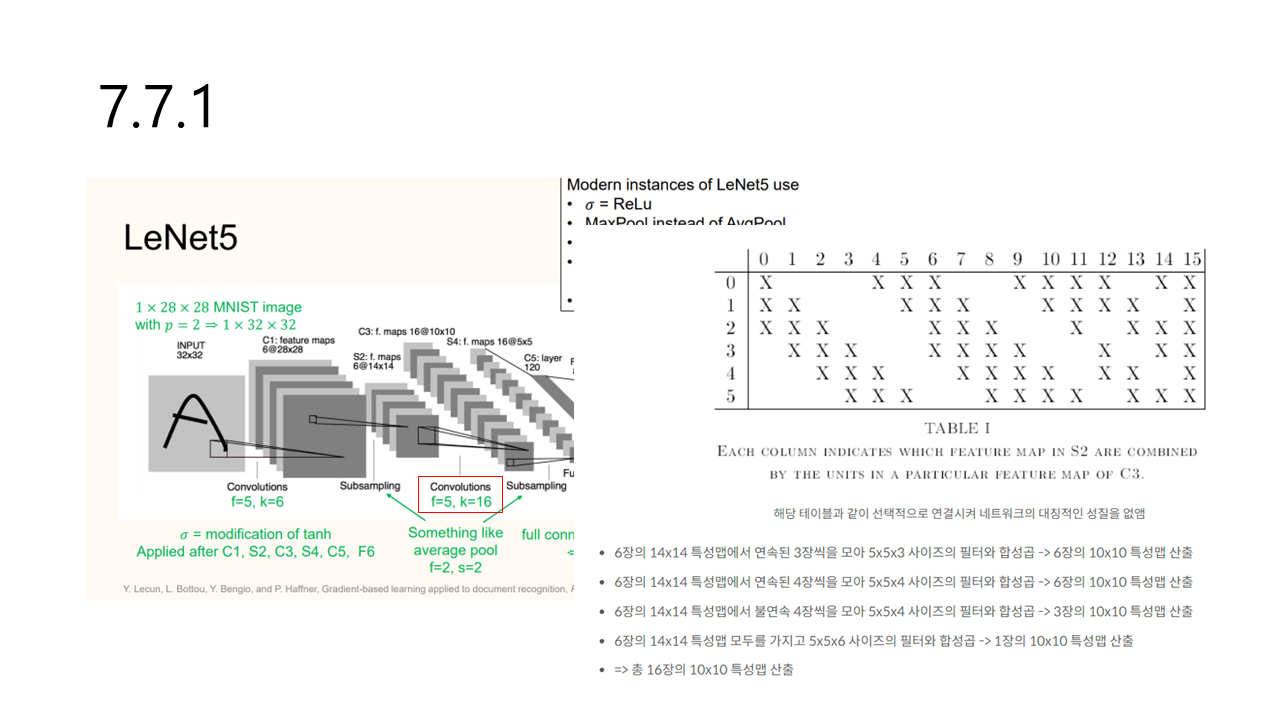 7.7.1
LeNet5
1 × 28 × 28 MNIST image
with p = 2 ⇒ 1 × 32 × 32
INPUT
32x32
C1: feature maps
6@28x28
C3: f. maps 16@10x10
S2: f. maps
6@14x14
S4: f. maps 16@5x5
C5: layer
120
Convolutions
f=5, k=6
Subsampling
Convolutions
f=5, k=16
Subsampling
σ = modification of tanh
Applied after C1, S2, C3, S4, C5, F6
Something like
average pool
f=2, s=2
full conn
Y. Lecun, L. Bottou, Y. Bengio, and P. Haffner, Gradient-based learning applied to document recognition,
Modern instances of LeNet5 use
• σ = ReLu
• MaxPool instead of AvgPool
0 1 2 3 4 5 6 7 8 9 10 11 12 13 14 15
0 X X X X X X X X X X
1 X X X X X X X X X X
2 X X X X X X X X X X
3 X X X X X X X X X X
4 X X X X X X X X X X
5 X X X X X X X X X X
TABLE I
EACH COLUMN INDICATES WHICH FEATURE MAP IN S2 ARE COMBINED
BY THE UNITS IN A PARTICULAR FEATURE MAP OF C3.
해당 테이블과 같이 선택적으로 연결시켜 네트워크의 대칭적인 성질을 없앰
• 6장의 14x14 특성맵에서 연속된 3장씩을 모아 5x5x3 사이즈의 필터와 합성곱 -> 6장의 10x10 특성맵 산출
• 6장의 14x14 특성맵에서 연속된 4장씩을 모아 5x5x4 사이즈의 필터와 합성곱 -> 6장의 10x10 특성맵 산출
• 6장의 14x14 특성맵에서 불연속 4장씩을 모아 5x5x4 사이즈의 필터와 합성곱 -> 3장의 10x10 특성맵 산출
• 6장의 14x14 특성맵 모두를 가지고 5x5x6 사이즈의 필터와 합성곱 -> 1장의 10x10 특성맵 산출
• => 총 16장의 10x10 특성맵 산출